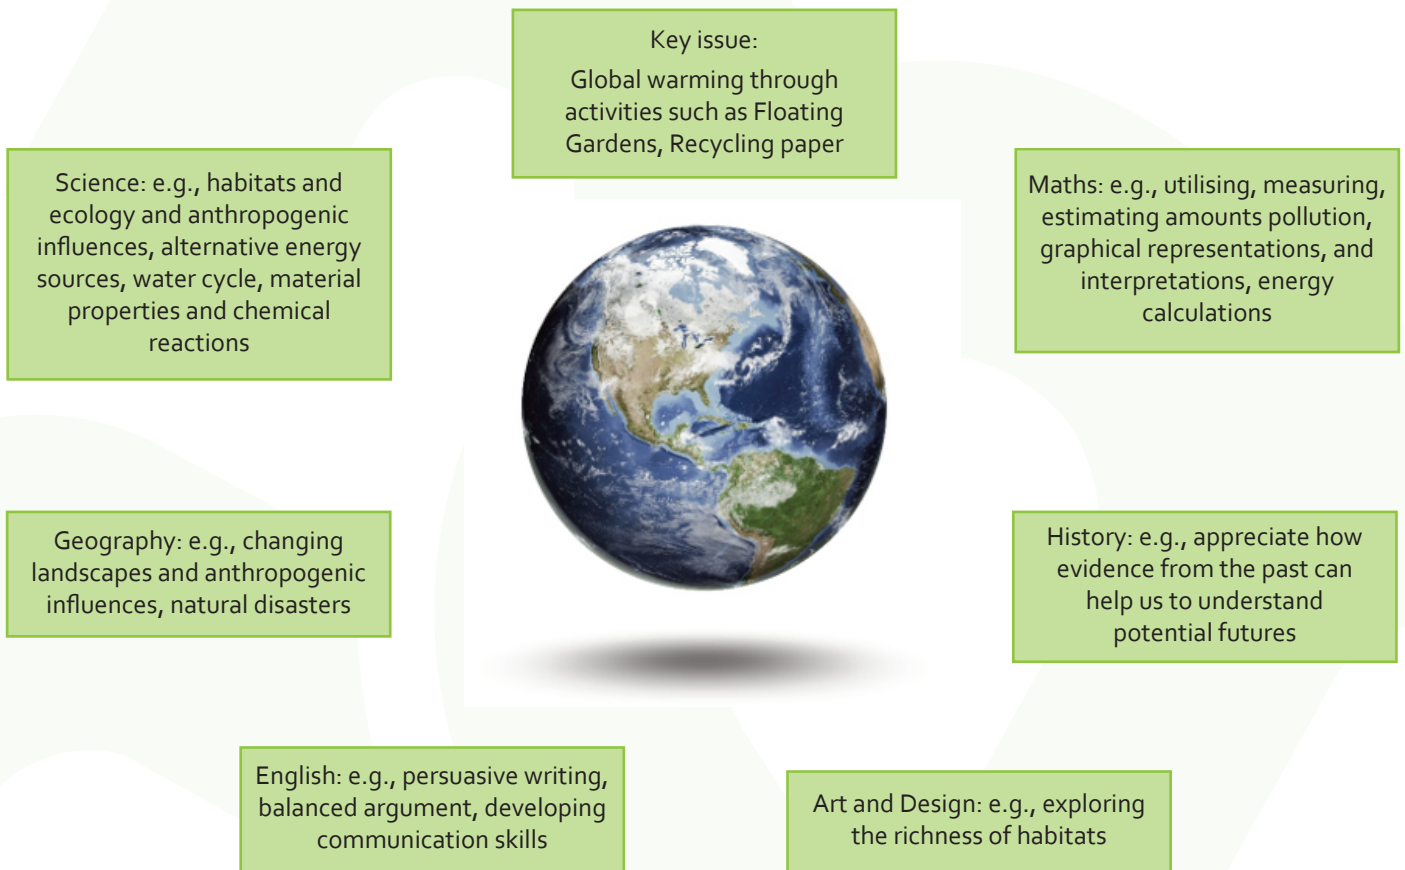 Key issue:
Global warming through
activities such as Floating
Gardens, Recycling paper
Science: e.g., habitats and
ecology and anthropogenic
influences, alternative energy
sources, water cycle, material
properties and chemical
reactions
Maths: e.g., utilising, measuring,
estimating amounts pollution,
graphical representations, and
interpretations, energy
calculations
Geography: e.g., changing
landscapes and anthropogenic
influences, natural disasters
History: e.g., appreciate how
evidence from the past can
help us to understand
potential futures
English: e.g., persuasive writing,
balanced argument, developing
communication skills
Art and Design: e.g., exploring
the richness of habitats